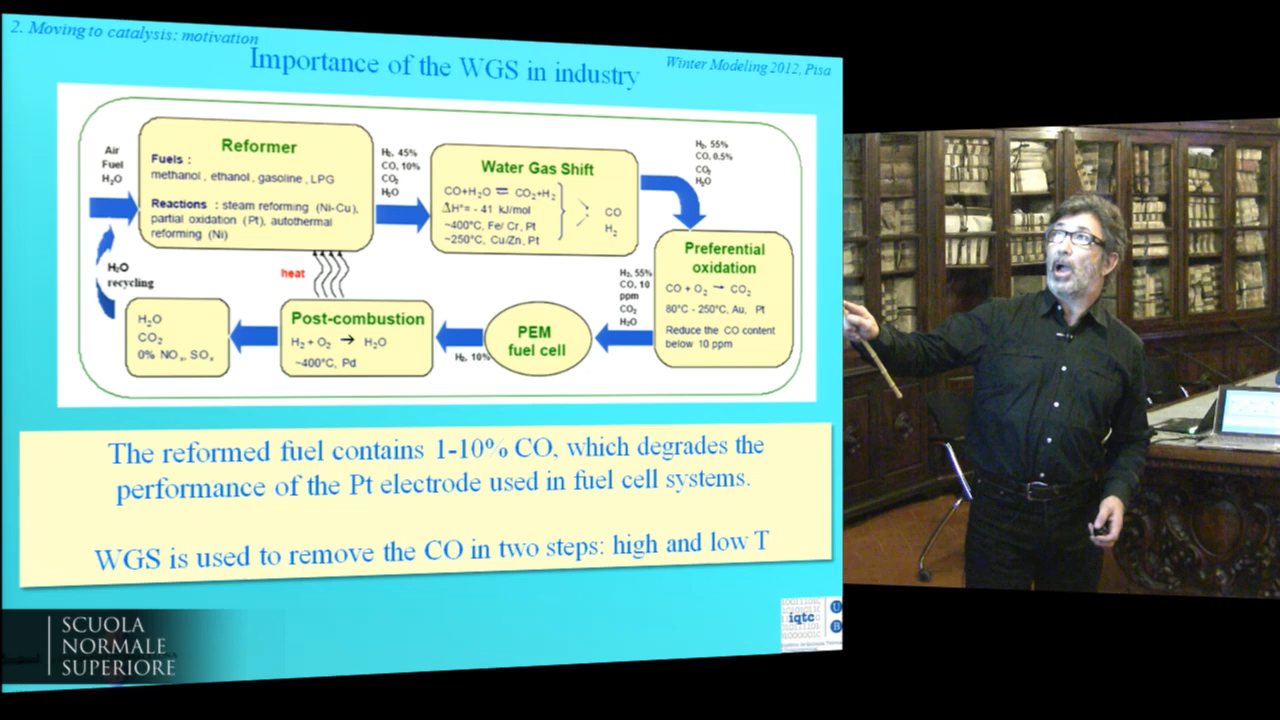 2. Moving to catalysis: motivation
Winter Modeling 2012, Pisa
Importance of the WGS in industry
Air
Fuel
H₂O
Reformer
Fuels :
methanol , ethanol , gasoline , LPG
Reactions : steam reforming (Ni-Cu),
partial oxidation (Pt), autothermal
reforming (Ni)
H₂, 45%
CO, 10%
CO₂
H₂O
Water Gas Shift
CO+H₂O = CO₂+H₂
ΔH°= - 41 kJ/mol
~400°C, Fe/ Cr, Pt
~250°C, Cu/Zn, Pt
CO
H₂
H₂, 55%
CO, 0.5%
CO₂
H₂O
Preferential
oxidation
CO + O₂ → CO₂
80°C - 250°C, Au, Pt
Reduce the CO content
below 10 ppm
H₂, 55%
CO, 10
ppm
CO₂
H₂O
PEM
fuel cell
H₂, 10%
Post-combustion
H₂ + O₂ → H₂O
~400°C, Pd
heat
H₂O
CO₂
0% NOₓ, SOₓ
H₂O
recycling
The reformed fuel contains 1-10% CO, which degrades the
performance of the Pt electrode used in fuel cell systems.
WGS is used to remove the CO in two steps: high and low T
iqtc
U
B
SCUOLA
NORMALE
SUPERIORE